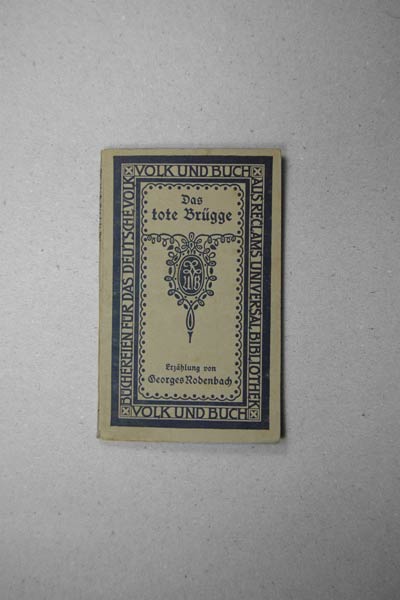 VOLK UND BUCH
Das
tote Brügge
Erzählung von
Georges Rodenbach
VOLK UND BUCH
BÜCHEREIEN FÜR DAS DEUTSCHE VOLK
AUS RECLAMS UNIVERSAL BIBLIOTHEK